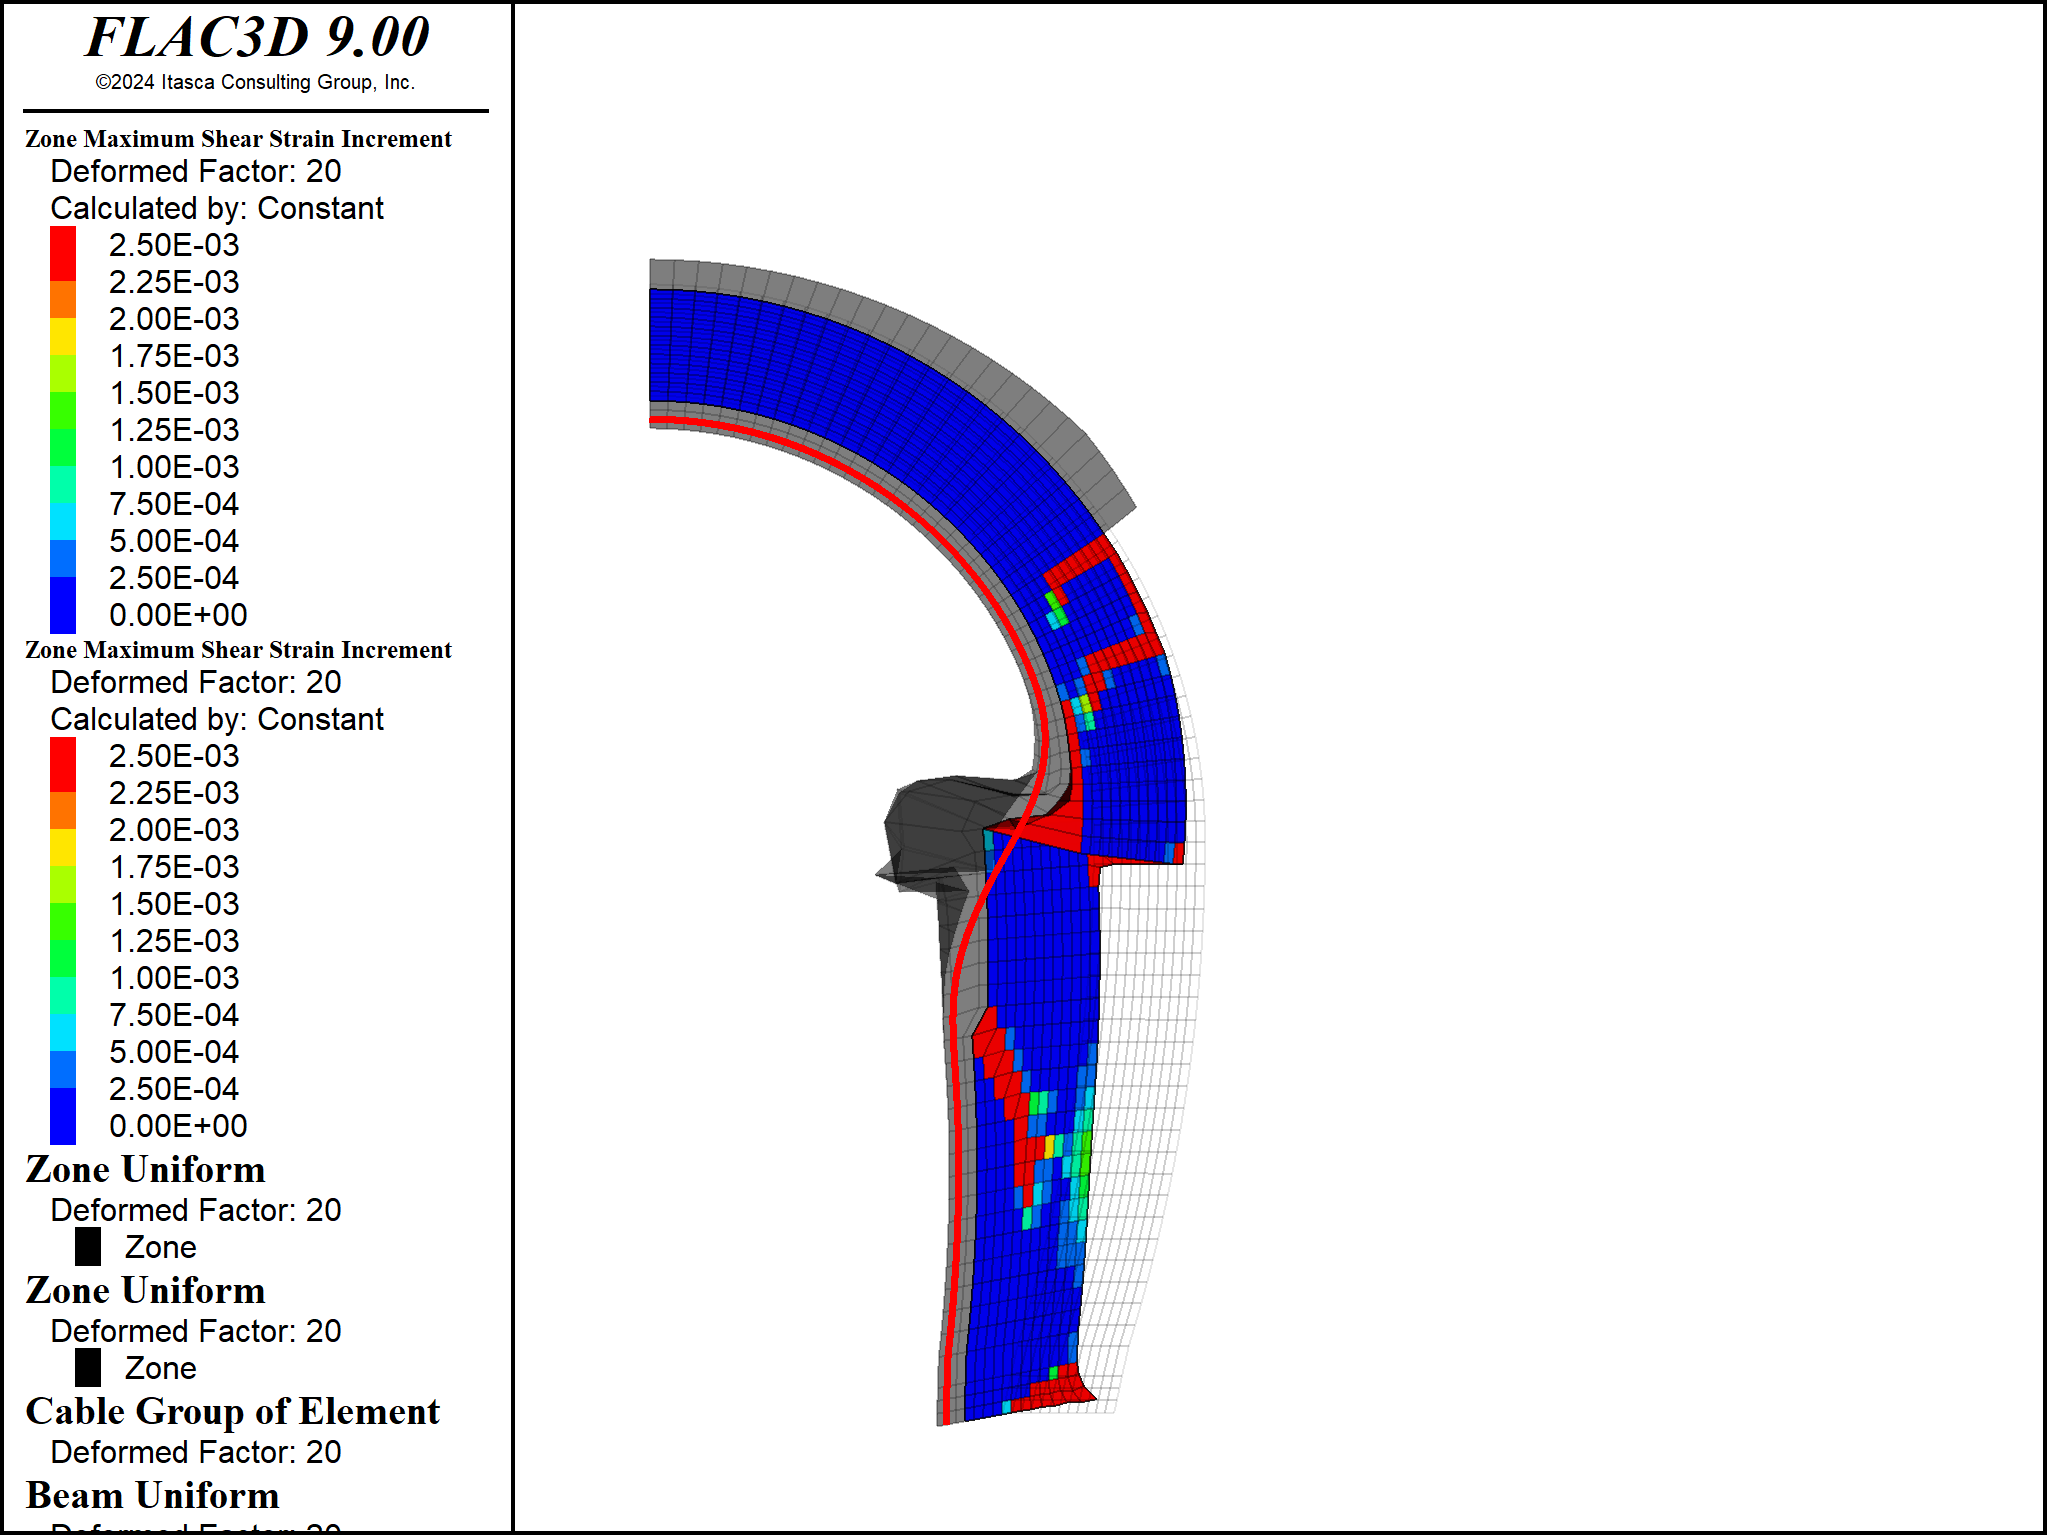 FLAC3D 9.00
©2024 Itasca Consulting Group, Inc.
Zone Maximum Shear Strain Increment
Deformed Factor: 20
Calculated by: Constant
2.50E-03
2.25E-03
2.00E-03
1.75E-03
1.50E-03
1.25E-03
1.00E-03
7.50E-04
5.00E-04
2.50E-04
0.00E+00
Zone Maximum Shear Strain Increment
Deformed Factor: 20
Calculated by: Constant
2.50E-03
2.25E-03
2.00E-03
1.75E-03
1.50E-03
1.25E-03
1.00E-03
7.50E-04
5.00E-04
2.50E-04
0.00E+00
Zone Uniform
Deformed Factor: 20
Zone
Zone Uniform
Deformed Factor: 20
Zone
Cable Group of Element
Deformed Factor: 20
Beam Uniform
Deformed Factor: 20